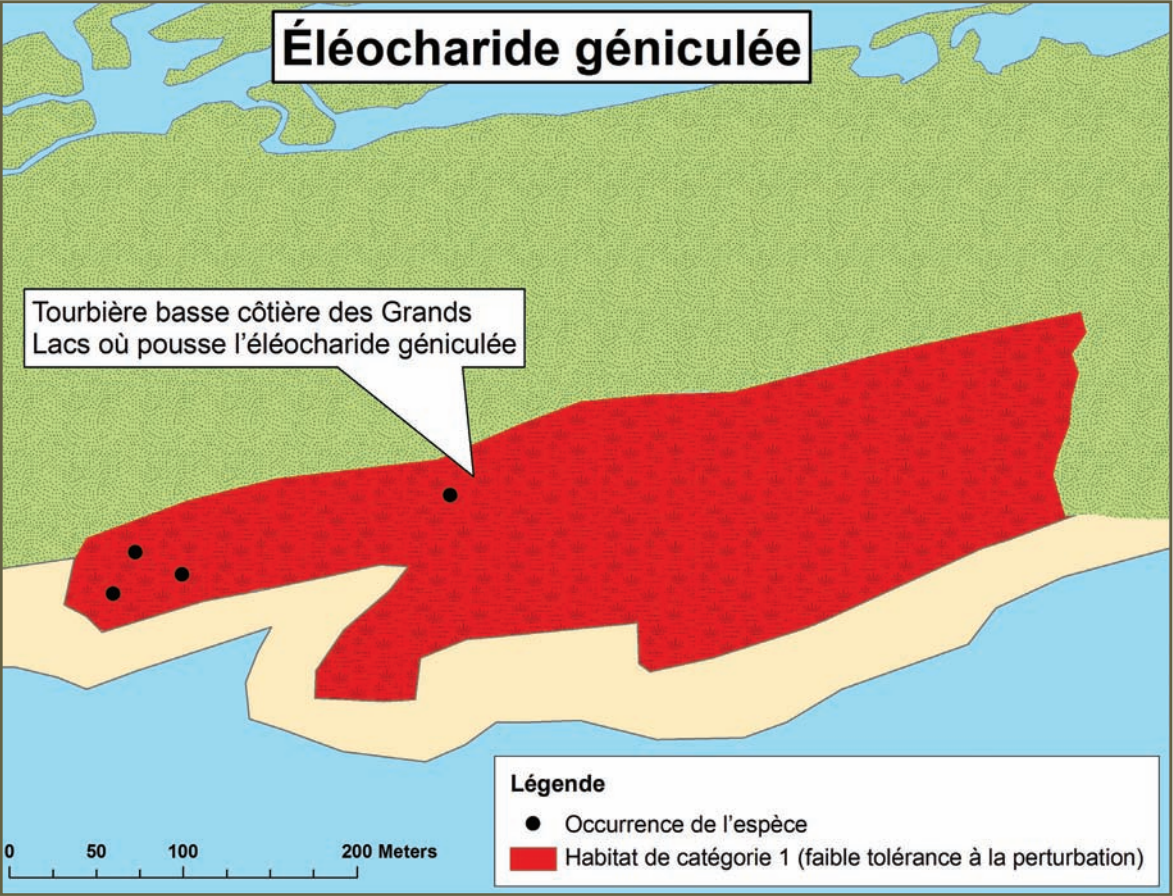 Éléocharide géniculée
Tourbière basse côtière des Grands
Lacs où pousse l'éléocharide géniculée
Légende
Occurrence de l'espèce
Habitat de catégorie 1 (faible tolérance à la perturbation)
0 50 100 200 Meters